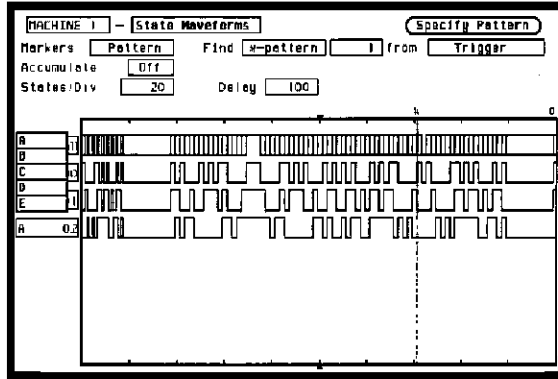 MACHINE 1 - State Waveforms Specify Pattern
Markers Pattern Find x-pattern 1 from Trigger
Accumulate Off
States/Div 20 Delay 100
x o
A
B
C
D
E
A 02